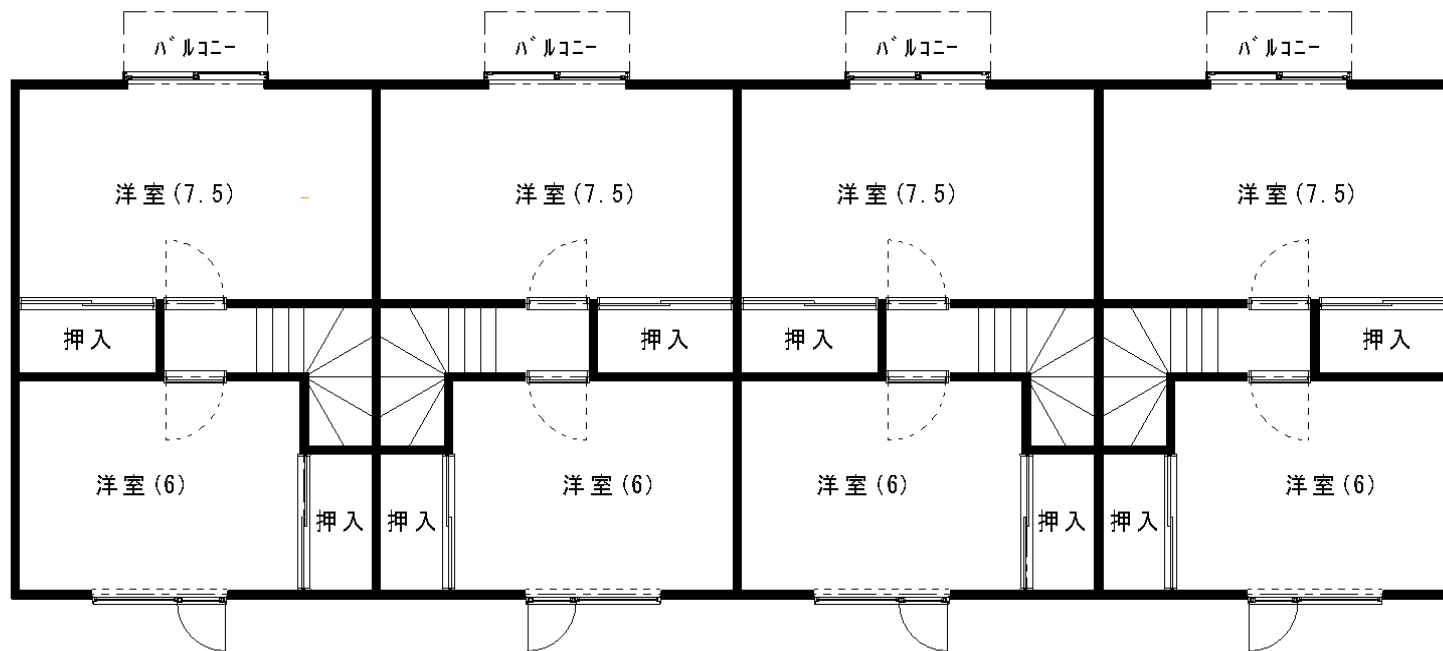 バルコニー バルコニー バルコニー バルコニー
洋室(7.5) 洋室(7.5) 洋室(7.5) 洋室(7.5)
押入 押入 押入 押入
洋室(6) 洋室(6) 洋室(6) 洋室(6)
押入 押入 押入 押入